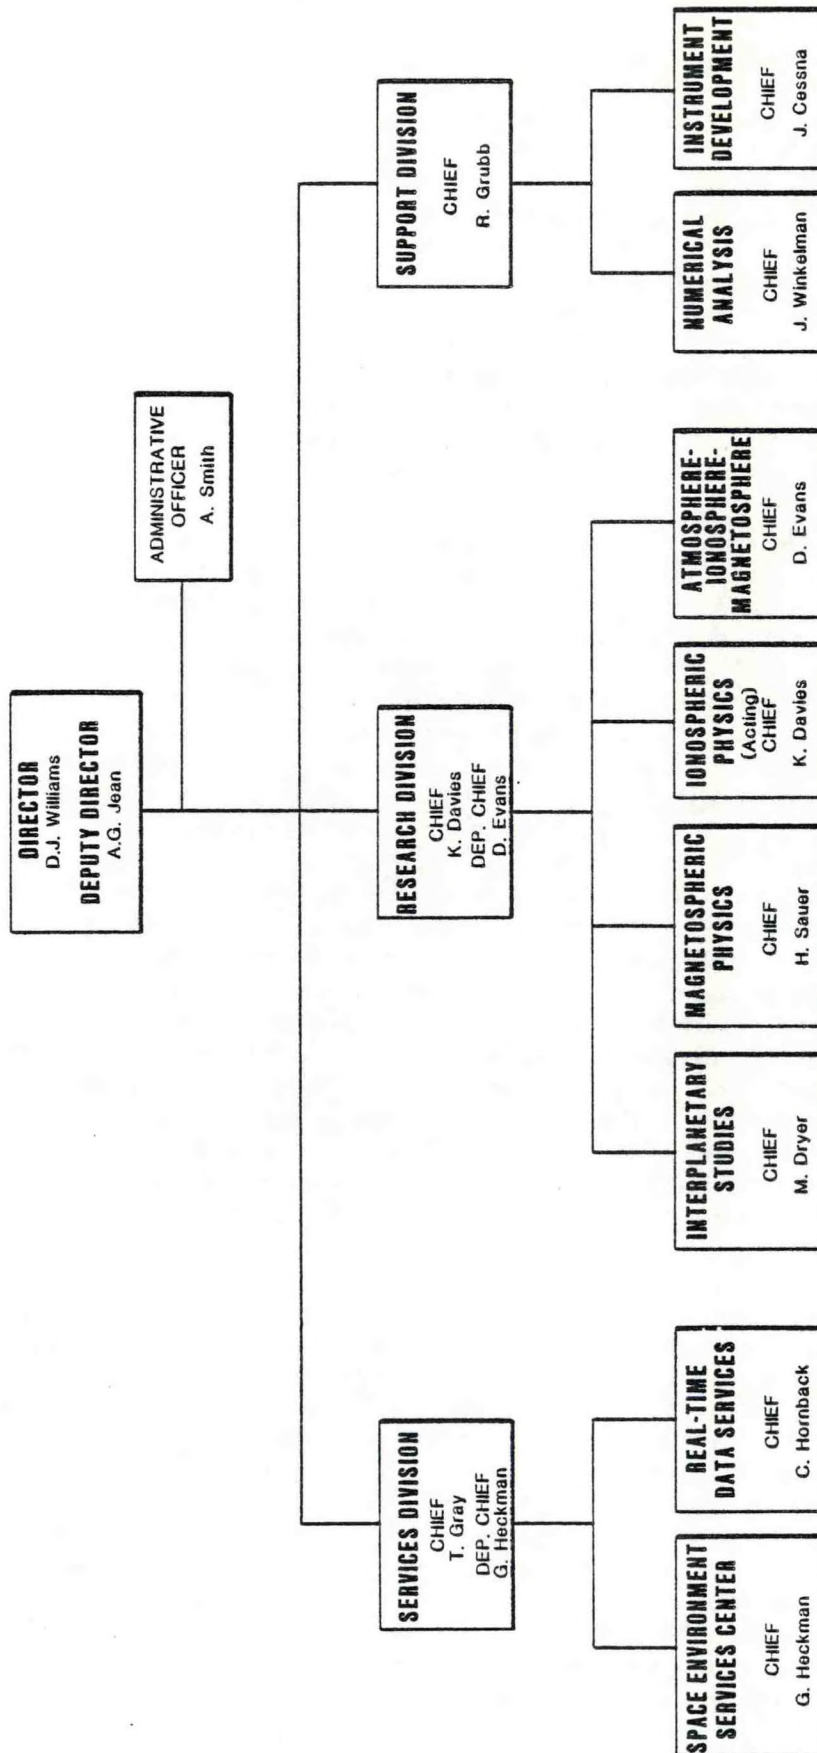 DIRECTOR
D.J. Williams
DEPUTY DIRECTOR
A.G. Jean
ADMINISTRATIVE
OFFICER
A. Smith
SERVICES DIVISION
CHIEF
T. Gray
DEP. CHIEF
G. Heckman
RESEARCH DIVISION
CHIEF
K. Davies
DEP. CHIEF
D. Evans
SUPPORT DIVISION
CHIEF
R. Grubb
SPACE ENVIRONMENT
SERVICES CENTER
CHIEF
G. Heckman
REAL-TIME
DATA SERVICES
CHIEF
C. Hornback
INTERPLANETARY
STUDIES
CHIEF
M. Dryer
MAGNETOSPHERIC
PHYSICS
CHIEF
H. Sauer
IONOSPHERIC
PHYSICS
(Acting)
CHIEF
K. Davies
ATMOSPHERE-
IONOSPHERE-
MAGNETOSPHERE
CHIEF
D. Evans
NUMERICAL
ANALYSIS
CHIEF
J. Winkelman
INSTRUMENT
DEVELOPMENT
CHIEF
J. Cessna